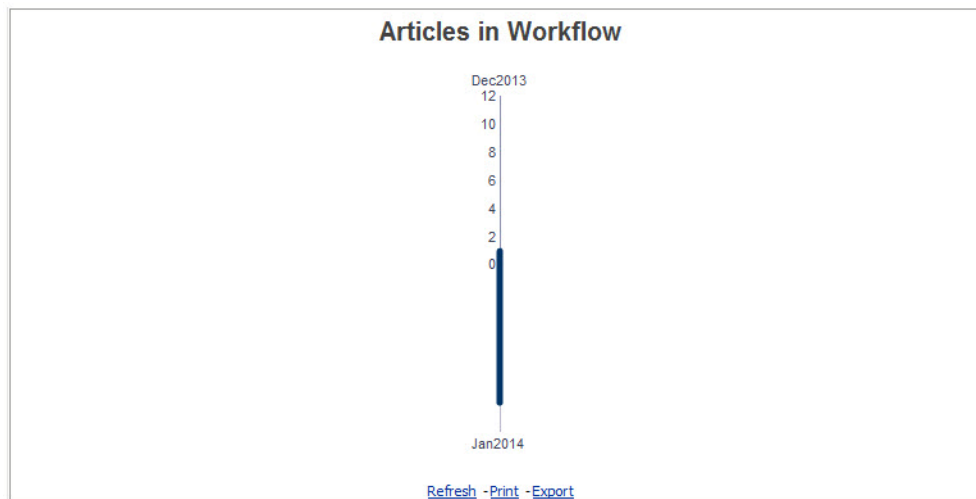 Articles in Workflow
Dec2013
12
10
8
6
4
2
0
Jan2014
Refresh -Print -Export